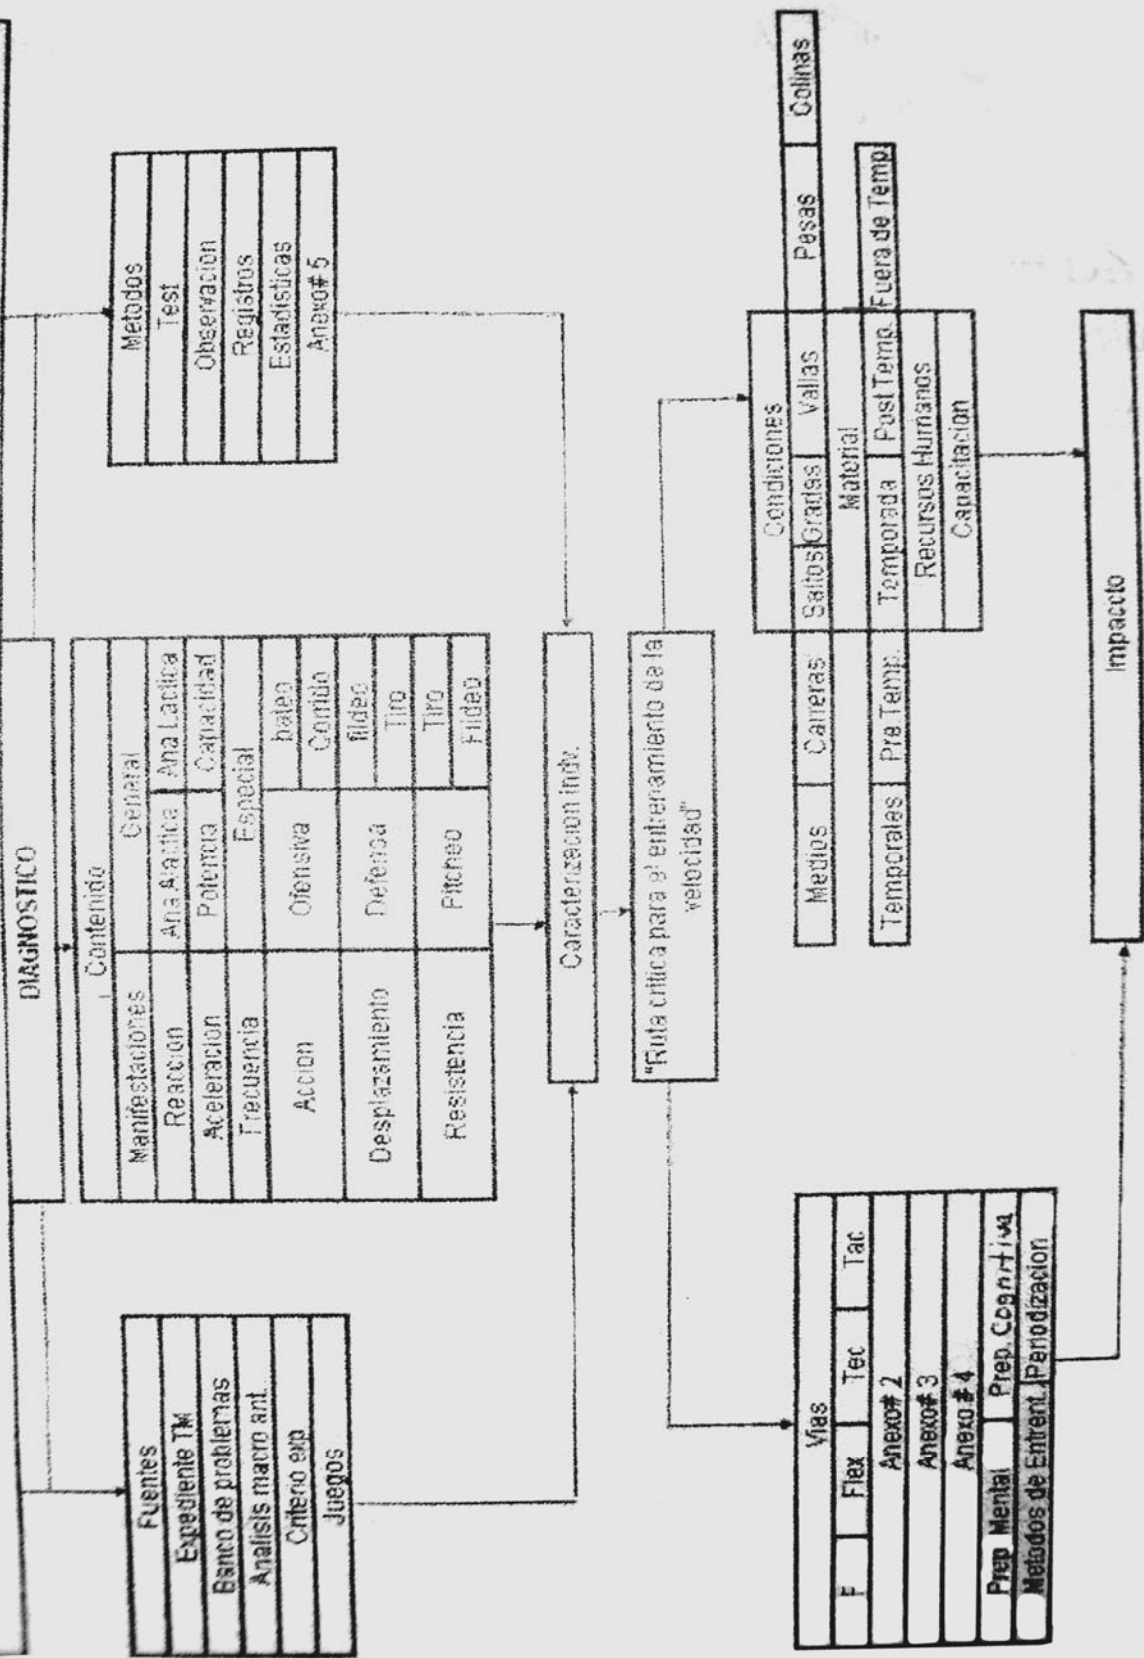 DIAGNOSTICO
Fuentes
Expediente TM
Banco de problemas
Analisis macro ant.
Criterio exp
Juegos
Contenido
Manifestaciones General
Reaccion Ana Alactica Ana Lactica
Aceleracion Potencia Capacidad
Frecuencia Especial
Accion Ofensiva bateo
Corrido
Desplazamiento Defensa fildeo
Tiro
Resistencia Pitcheo Tiro
Fildeo
Metodos
Test
Observacion
Registros
Estadisticas
Anexo# 5
Caracterizacion Indv.
"Ruta critica para el entrenamiento de la
velocidad"
Vias
F Flex Tec Tac
Anexo# 2
Anexo# 3
Anexo # 4
Prep Mental Prep. Cognitiva
Metodos de Entrent. Periodizacion
Condiciones
Medios Carreras Saltos Gradas Vallas Pesas Colinas
Material
Temporales Pre Temp. Temporada Post Temp. Fuera de Temp
Recursos Humanos
Capacitacion
Impaccto